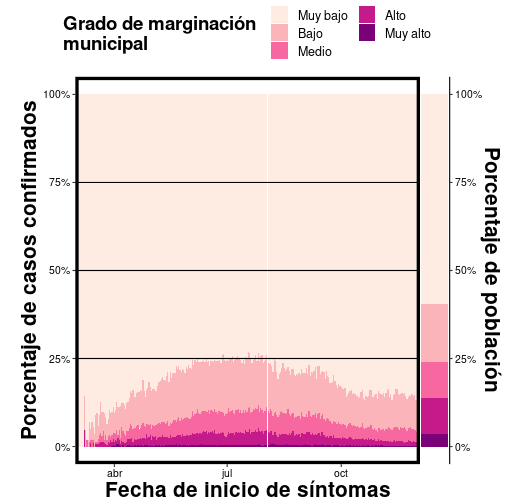 Grado de marginación
municipal
Muy bajo
Bajo
Medio
Alto
Muy alto
Porcentaje de casos confirmados
100%
75%
50%
25%
0%
abr
jul
oct
Fecha de inicio de síntomas
100%
75%
50%
25%
0%
Porcentaje de población